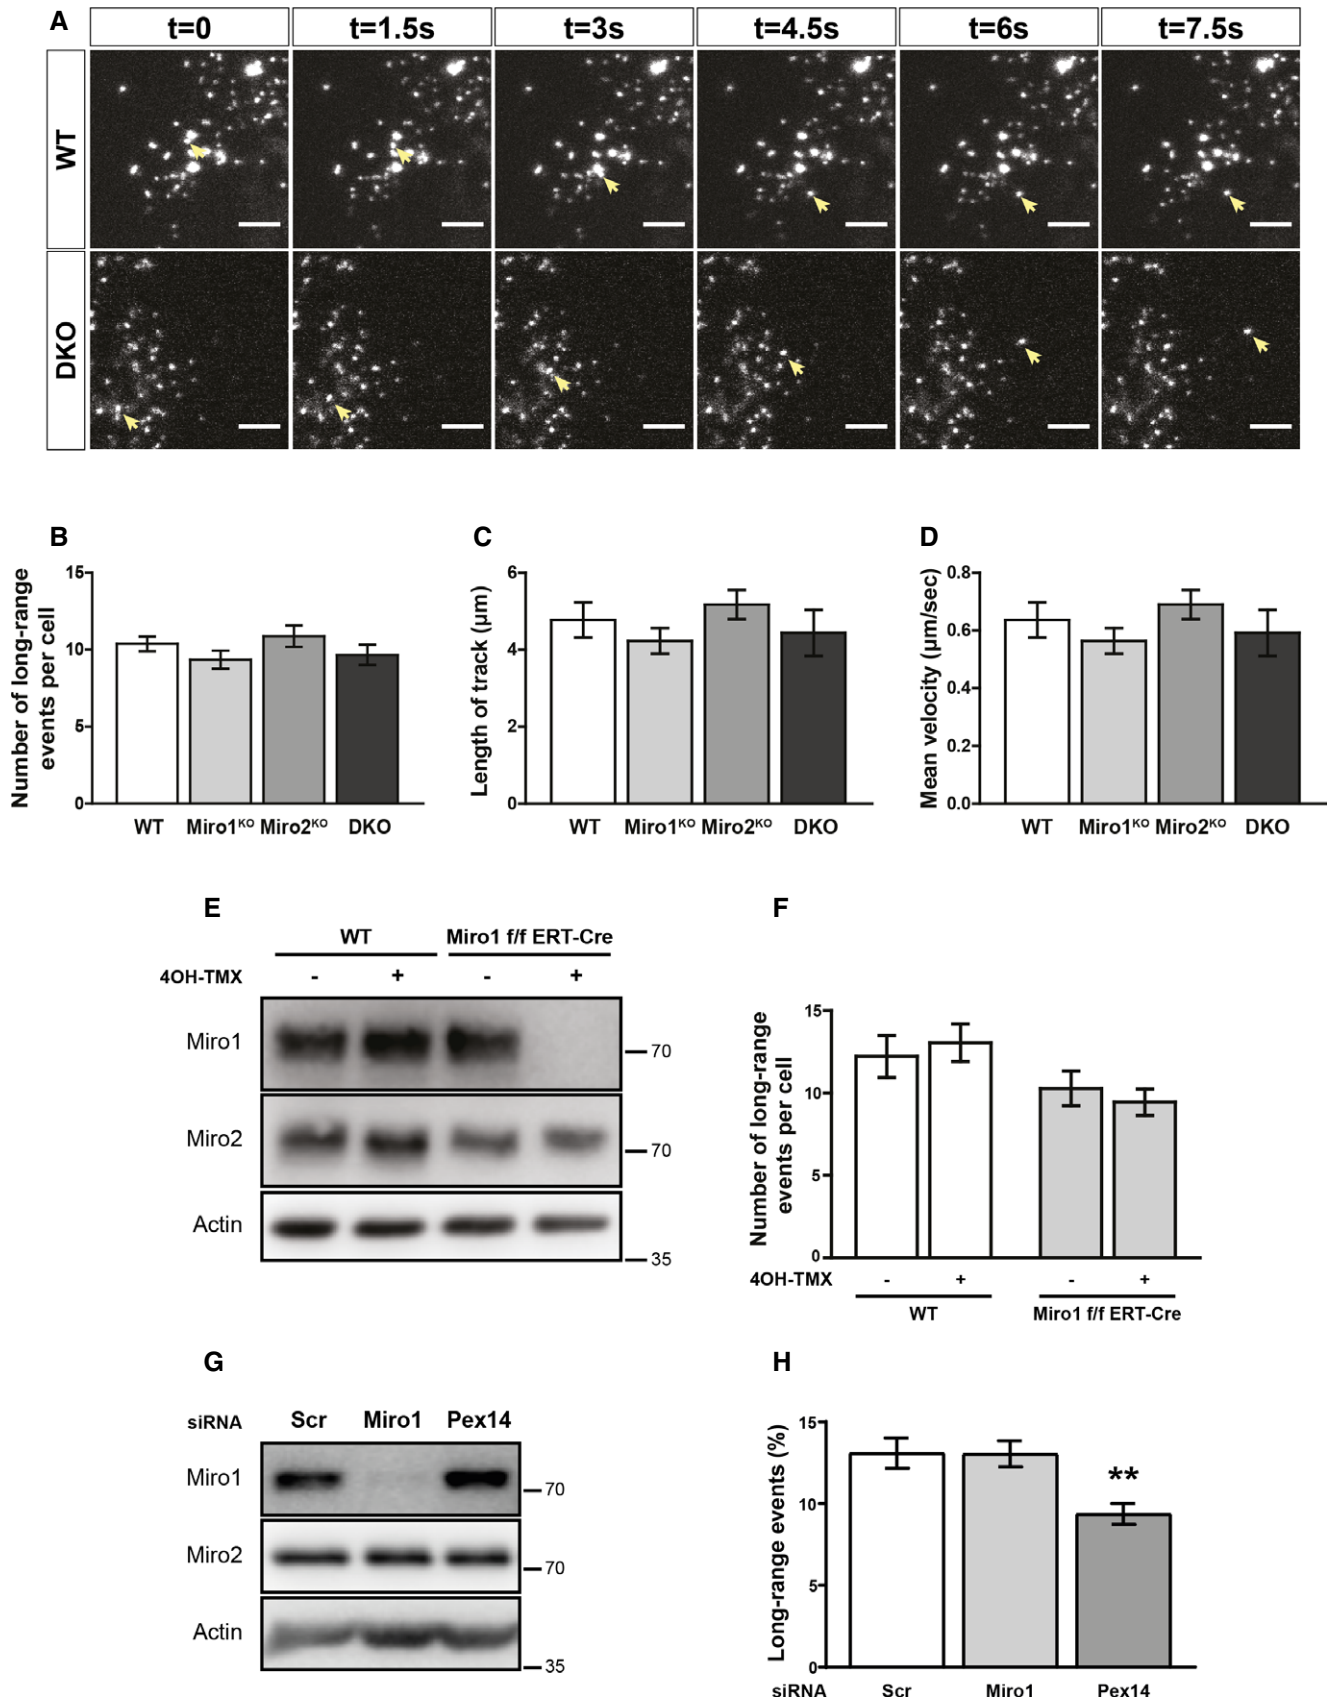 A
t=0 t=1.5s t=3s t=4.5s t=6s t=7.5s
WT
DKO
B
Number of long-range
events per cell
15
10
5
0
WT Miro1ᴷᴼ Miro2ᴷᴼ DKO
C
Length of track (μm)
6
4
2
0
WT Miro1ᴷᴼ Miro2ᴷᴼ DKO
D
Mean velocity (μm/sec)
0.8
0.6
0.4
0.2
0.0
WT Miro1ᴷᴼ Miro2ᴷᴼ DKO
E
WT Miro1 f/f ERT-Cre
4OH-TMX - + - +
Miro1
70
Miro2
70
Actin
35
F
Number of long-range
events per cell
15
10
5
0
4OH-TMX - + - +
WT Miro1 f/f ERT-Cre
G
siRNA Scr Miro1 Pex14
Miro1
70
Miro2
70
Actin
35
H
Long-range events (%)
15
10
5
0
**
siRNA Scr Miro1 Pex14